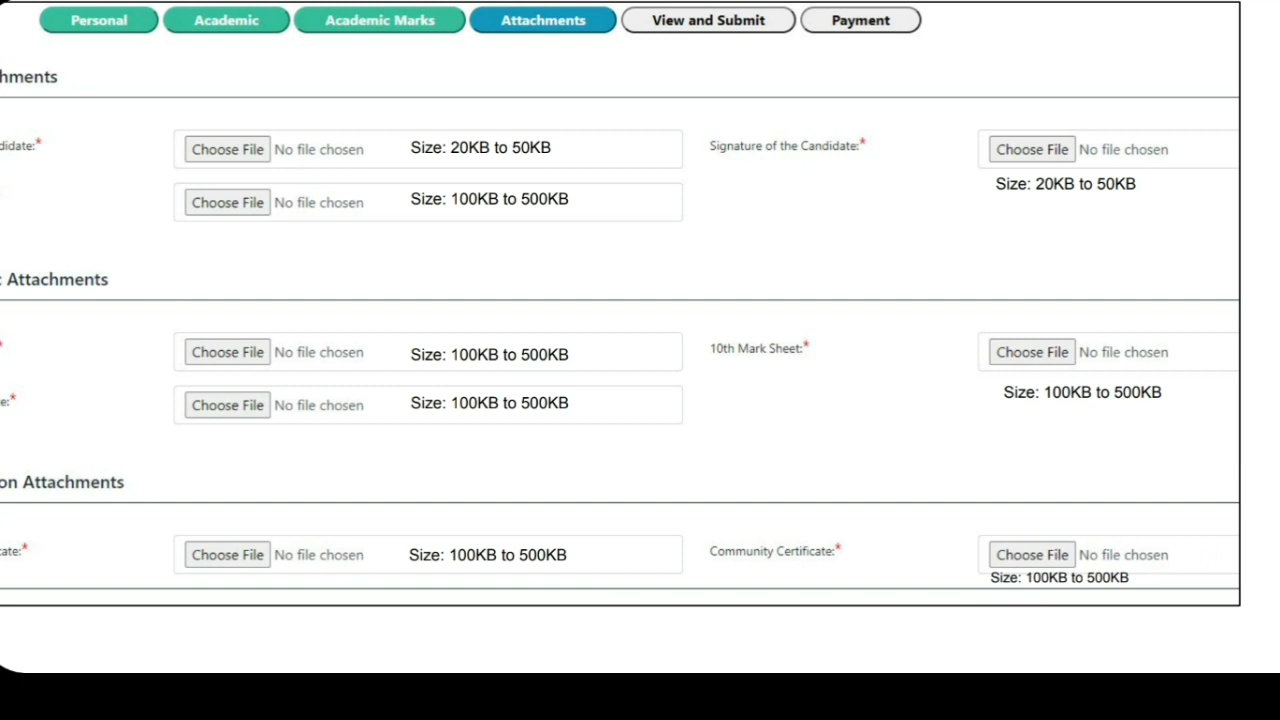 Personal Academic Academic Marks Attachments View and Submit Payment
hments
didate:* Choose File No file chosen Size: 20KB to 50KB Signature of the Candidate:* Choose File No file chosen
Size: 20KB to 50KB
Choose File No file chosen Size: 100KB to 500KB
Attachments
* Choose File No file chosen Size: 100KB to 500KB 10th Mark Sheet:* Choose File No file chosen
Size: 100KB to 500KB
e:* Choose File No file chosen Size: 100KB to 500KB
on Attachments
ate:* Choose File No file chosen Size: 100KB to 500KB Community Certificate:* Choose File No file chosen
Size: 100KB to 500KB